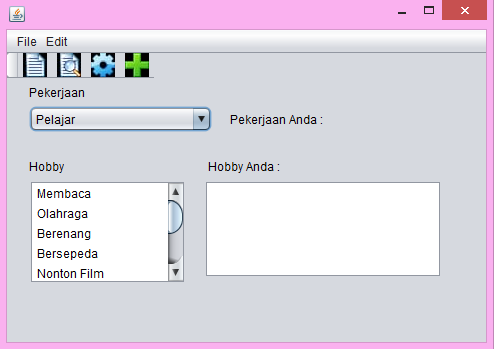 File Edit
Pekerjaan
Pelajar
Pekerjaan Anda :
Hobby
Hobby Anda :
Membaca
Olahraga
Berenang
Bersepeda
Nonton Film